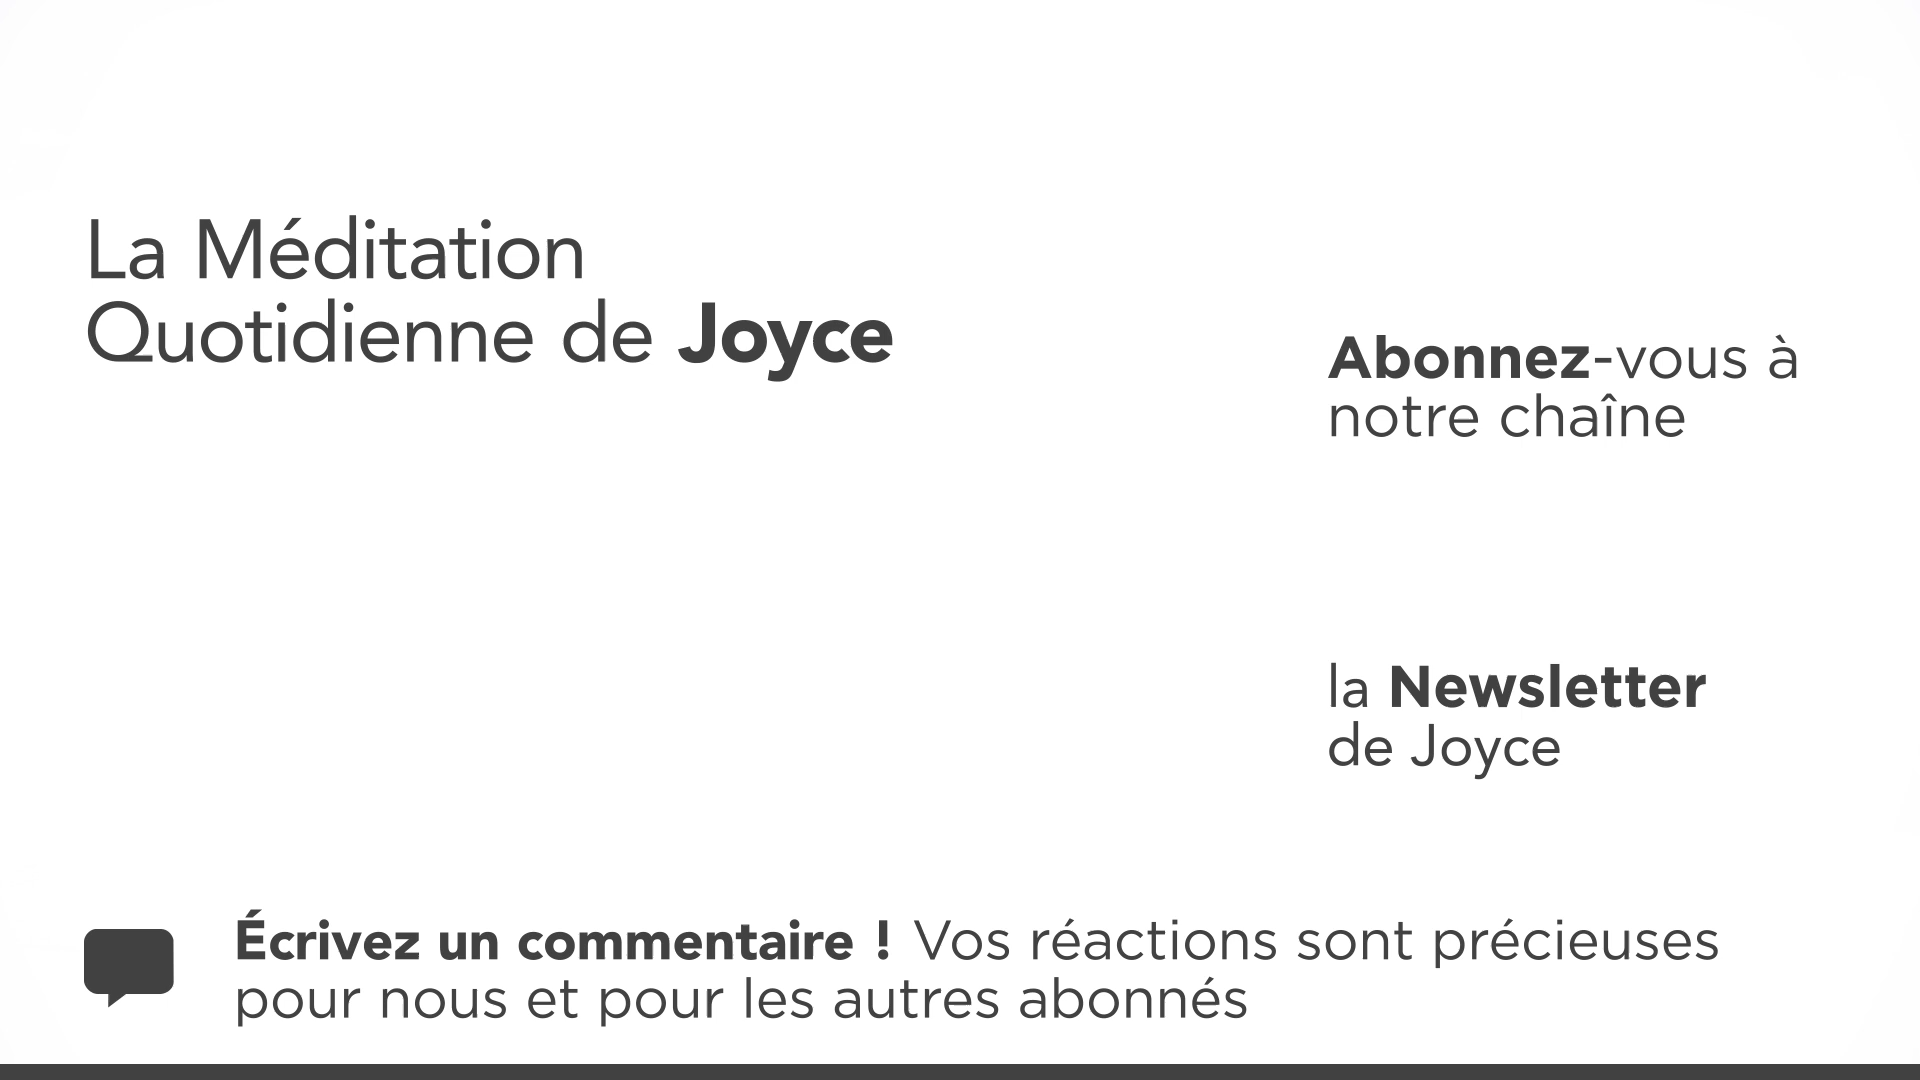 La Méditation
Quotidienne de Joyce
Abonnez-vous à
notre chaîne
la Newsletter
de Joyce
Écrivez un commentaire ! Vos réactions sont précieuses
pour nous et pour les autres abonnés